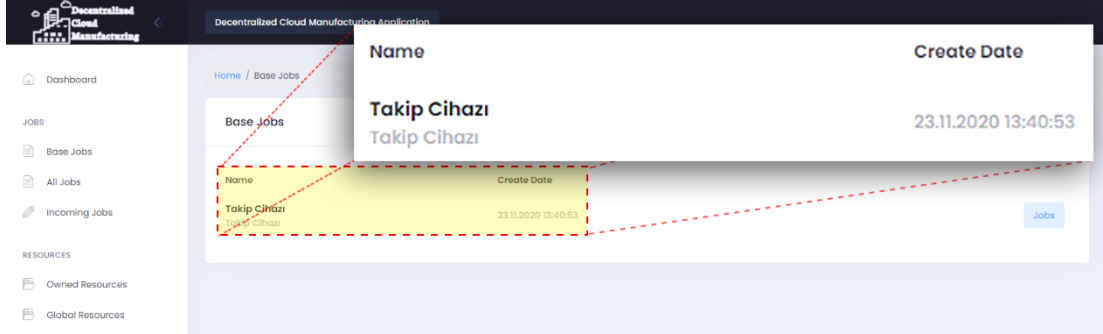 Decentralized
Cloud
Manufacturing
Decentralized Cloud Manufacturing Application
Dashboard
JOBS
Base Jobs
All Jobs
Incoming Jobs
RESOURCES
Owned Resources
Global Resources
Home / Base Jobs
Base Jobs
Name Create Date
Takip Cihazı 23.11.2020 13:40:53
Takip Cihazı
Jobs
Name Create Date
Takip Cihazı
Takip Cihazı 23.11.2020 13:40:53